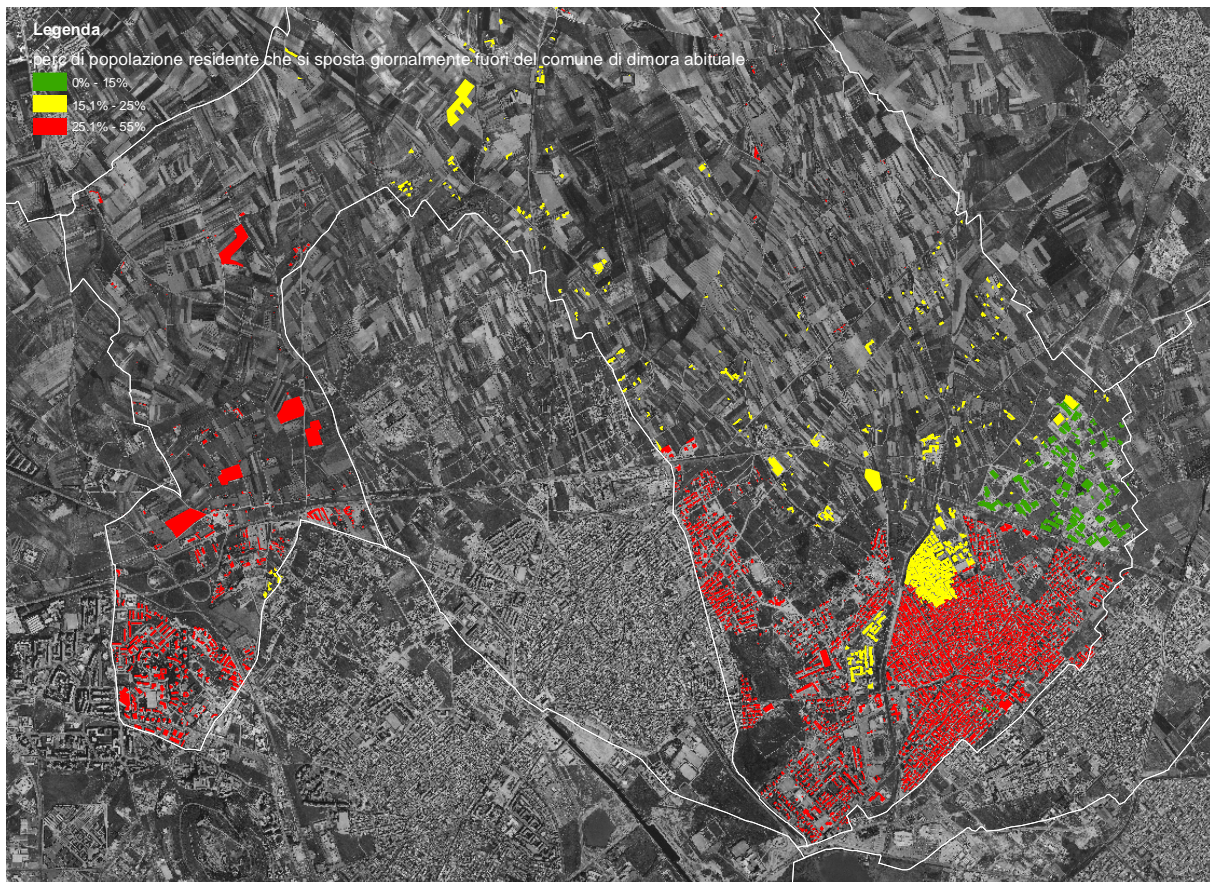 Legenda
perc di popolazione residente che si sposta giornalmente fuori del comune di dimora abituale
0% - 15%
15.1% - 25%
25.1% - 55%